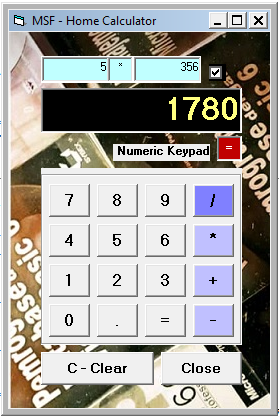 MSF - Home Calculator
5 * 356
1780
Numeric Keypad =
7 8 9 /
4 5 6 *
1 2 3 +
0 . = -
C - Clear Close